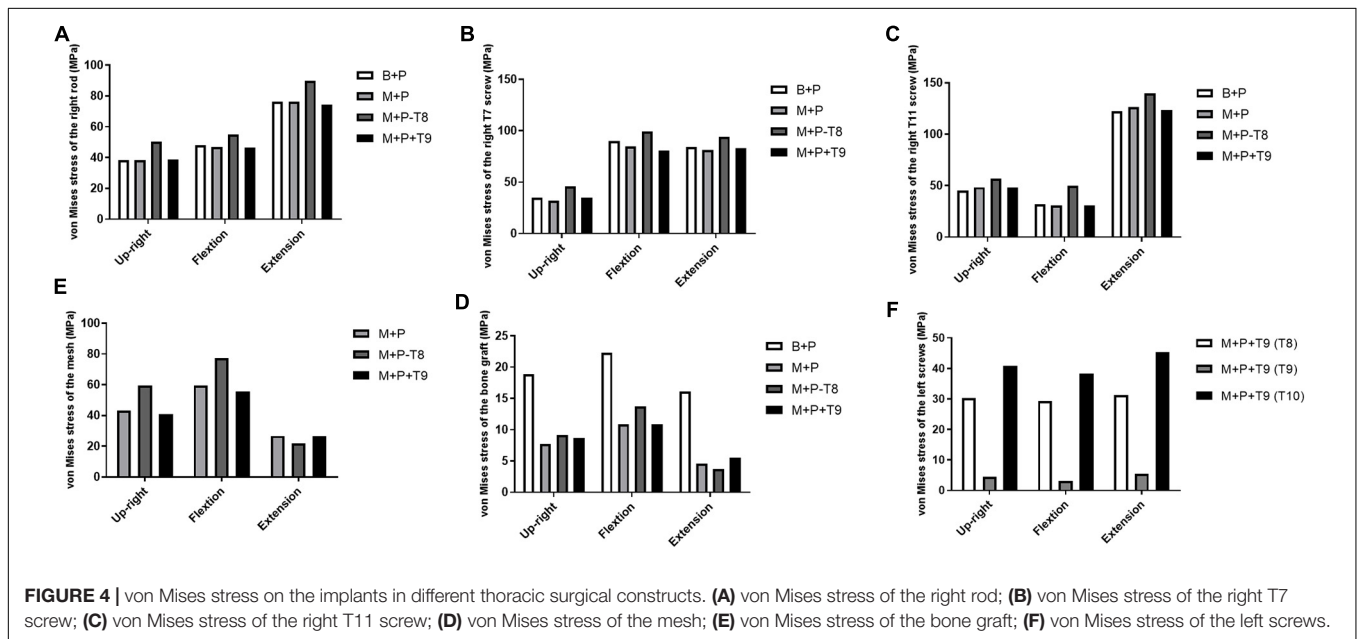 A
von Mises stress of the right rod (MPa)
100
80
60
40
20
0
Up-right
Flextion
Extension
B+P
M+P
M+P-T8
M+P+T9
B
von Mises stress of the right T7 screw (MPa)
150
100
50
0
Up-right
Flextion
Extension
B+P
M+P
M+P-T8
M+P+T9
C
von Mises stress of the right T11 screw (MPa)
150
100
50
0
Up-right
Flextion
Extension
B+P
M+P
M+P-T8
M+P+T9
E
von Mises stress of the mesh (MPa)
100
80
60
40
20
0
Up-right
Flextion
Extension
M+P
M+P-T8
M+P+T9
D
von Mises stress of the bone graft (MPa)
25
20
15
10
5
0
Up-right
Flextion
Extension
B+P
M+P
M+P-T8
M+P+T9
F
von Mises stress of the left screws (MPa)
50
40
30
20
10
0
Up-right
Flextion
Extension
M+P+T9 (T8)
M+P+T9 (T9)
M+P+T9 (T10)
FIGURE 4 | von Mises stress on the implants in different thoracic surgical constructs. (A) von Mises stress of the right rod; (B) von Mises stress of the right T7
screw; (C) von Mises stress of the right T11 screw; (D) von Mises stress of the mesh; (E) von Mises stress of the bone graft; (F) von Mises stress of the left screws.